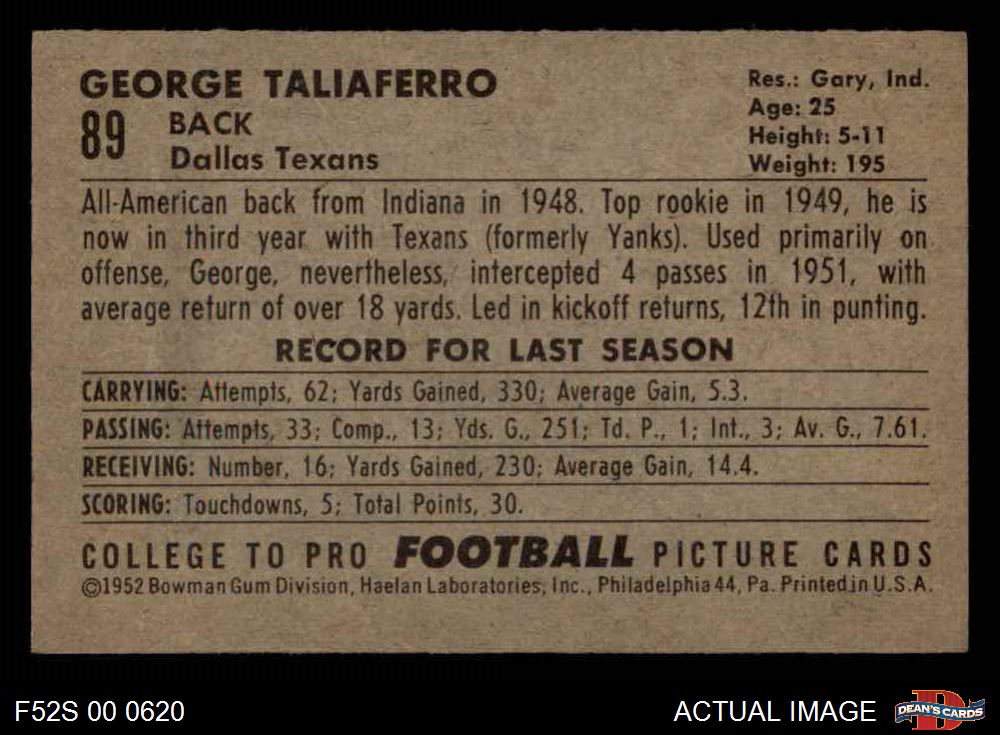 GEORGE TALIAFERRO
89 BACK
Dallas Texans
Res.: Gary, Ind.
Age: 25
Height: 5-11
Weight: 195
All-American back from Indiana in 1948. Top rookie in 1949, he is
now in third year with Texans (formerly Yanks). Used primarily on
offense, George, nevertheless, intercepted 4 passes in 1951, with
average return of over 18 yards. Led in kickoff returns, 12th in punting.
RECORD FOR LAST SEASON
CARRYING: Attempts, 62; Yards Gained, 330; Average Gain, 5.3.
PASSING: Attempts, 33; Comp., 13; Yds. G., 251; Td. P., 1; Int., 3; Av. G., 7.61.
RECEIVING: Number, 16; Yards Gained, 230; Average Gain, 14.4.
SCORING: Touchdowns, 5; Total Points, 30.
COLLEGE TO PRO FOOTBALL PICTURE CARDS
©1952 Bowman Gum Division, Haelan Laboratories, Inc., Philadelphia 44, Pa. Printed in U.S.A.
F52S 00 0620
ACTUAL IMAGE
D
DEAN'S CARDS